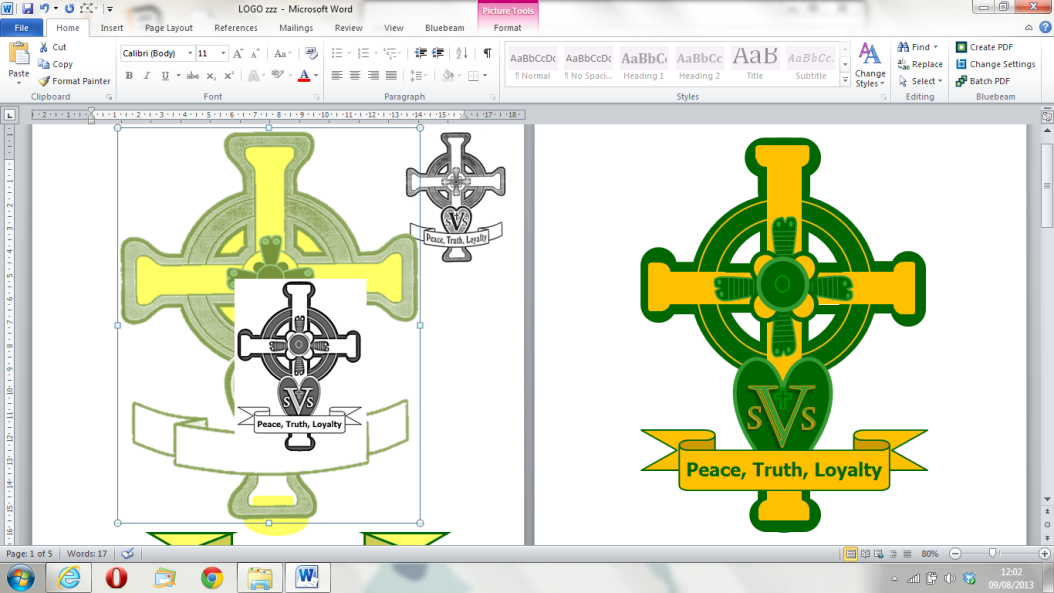 LOGO zzz - Microsoft Word
Picture Tools
File Home Insert Page Layout References Mailings Review View Bluebeam Format
Paste
Cut
Copy
Format Painter
Clipboard
Calibri (Body) 11
Font
Paragraph
AaBbCcDc AaBbCcDc AaBbC AaBbCc AaB AaBbCc.
¶ Normal ¶ No Spaci... Heading 1 Heading 2 Title Subtitle
Change Styles
Styles
Find
Replace
Select
Editing
Create PDF
Change Settings
Batch PDF
Bluebeam
V
S S
Peace, Truth, Loyalty
S V S
Peace, Truth, Loyalty
S V S
Peace, Truth, Loyalty
Page: 1 of 5 Words: 17
80%
12:02
09/08/2013